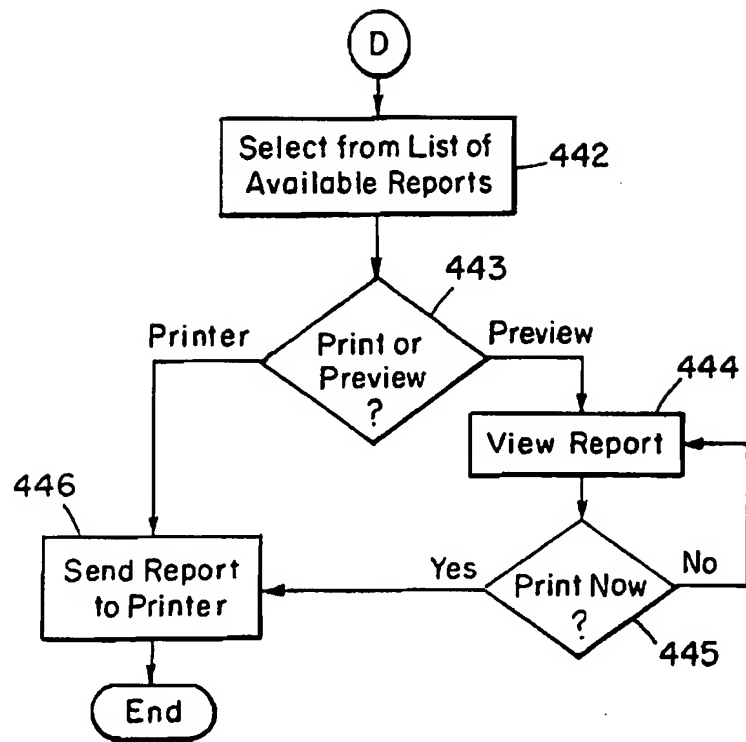 D
Select from List of
Available Reports
442
443
Printer
Print or
Preview
?
Preview
444
View Report
446
Send Report
to Printer
Yes
Print Now
?
No
445
End